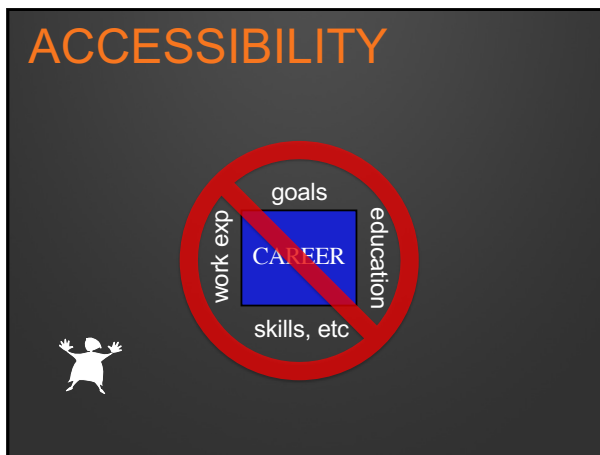 ACCESSIBILITY
goals
work exp
CAREER
education
skills, etc